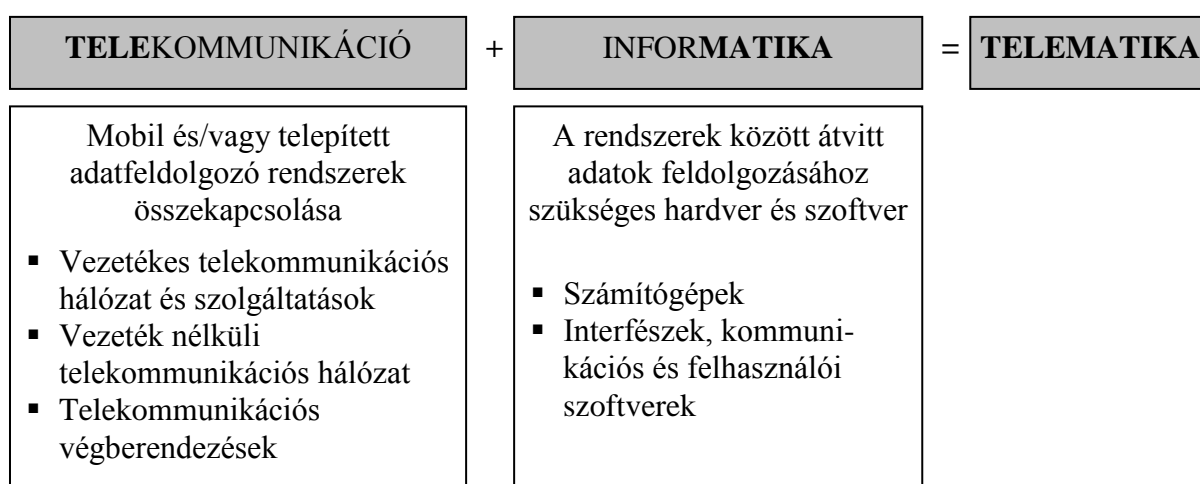 TELEKOMMUNIKÁCIÓ + INFORMATIKA = TELEMATIKA
Mobil és/vagy telepített
adatfeldolgozó rendszerek
összekapcsolása
▪ Vezetékes telekommunikációs
hálózat és szolgáltatások
▪ Vezeték nélküli
telekommunikációs hálózat
▪ Telekommunikációs
végberendezések
A rendszerek között átvitt
adatok feldolgozásához
szükséges hardver és szoftver
▪ Számítógépek
▪ Interfészek, kommuni-
kációs és felhasználói
szoftverek